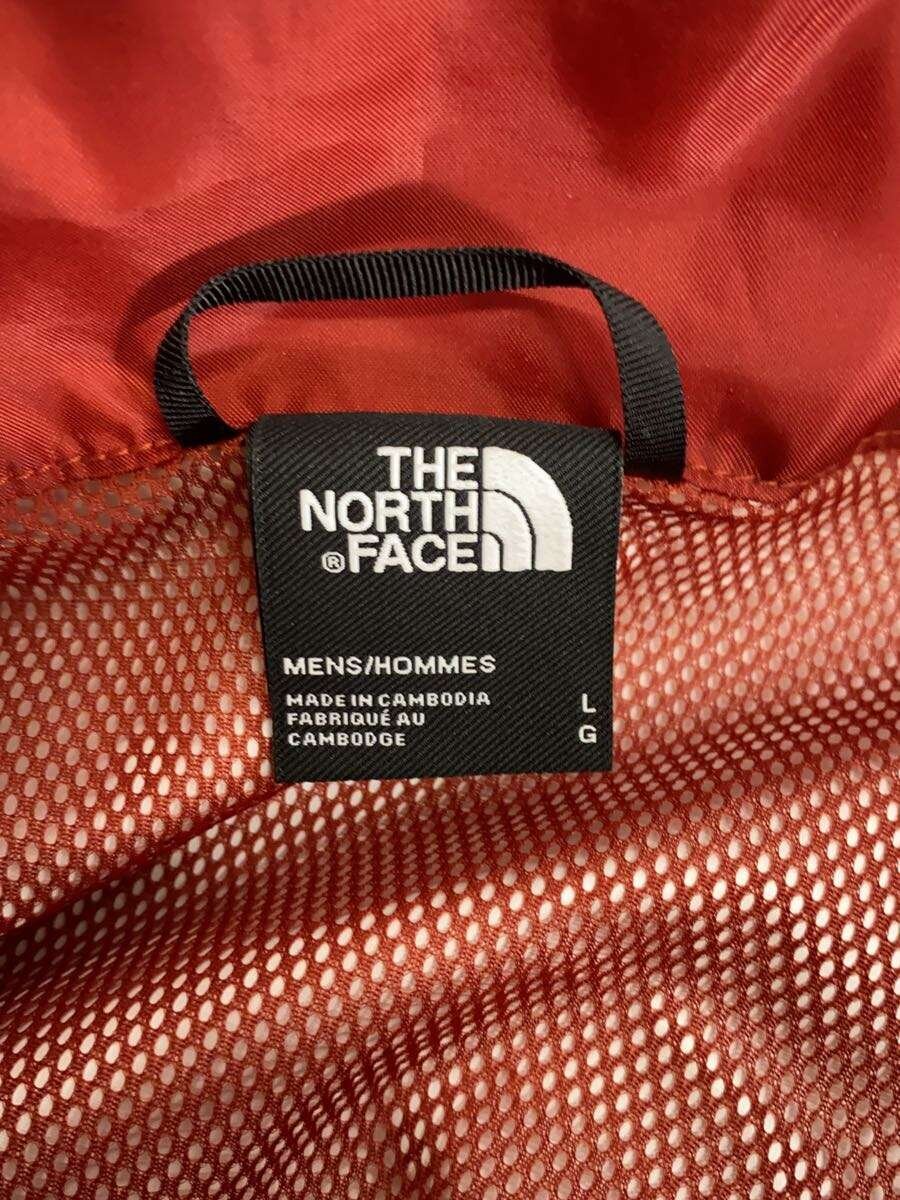 THE
NORTH
® FACE
MENS/HOMMES
MADE IN CAMBODIA L
FABRIQUÉ AU
CAMBODGE G